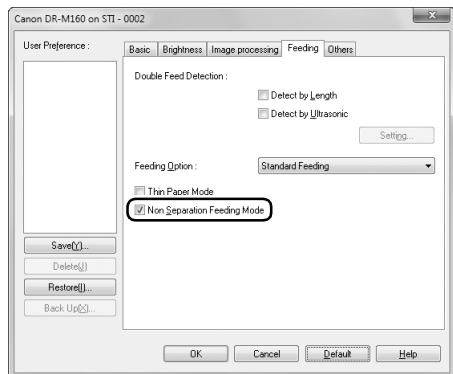 Canon DR-M160 on STI - 0002
User Preference :
Basic Brightness Image processing Feeding Others
Double Feed Detection :
Detect by Length
Detect by Ultrasonic
Setting...
Feeding Option : Standard Feeding
Thin Paper Mode
Non Separation Feeding Mode
Save(Y)...
Delete(J)
Restore(I)...
Back Up(X)...
OK Cancel Default Help